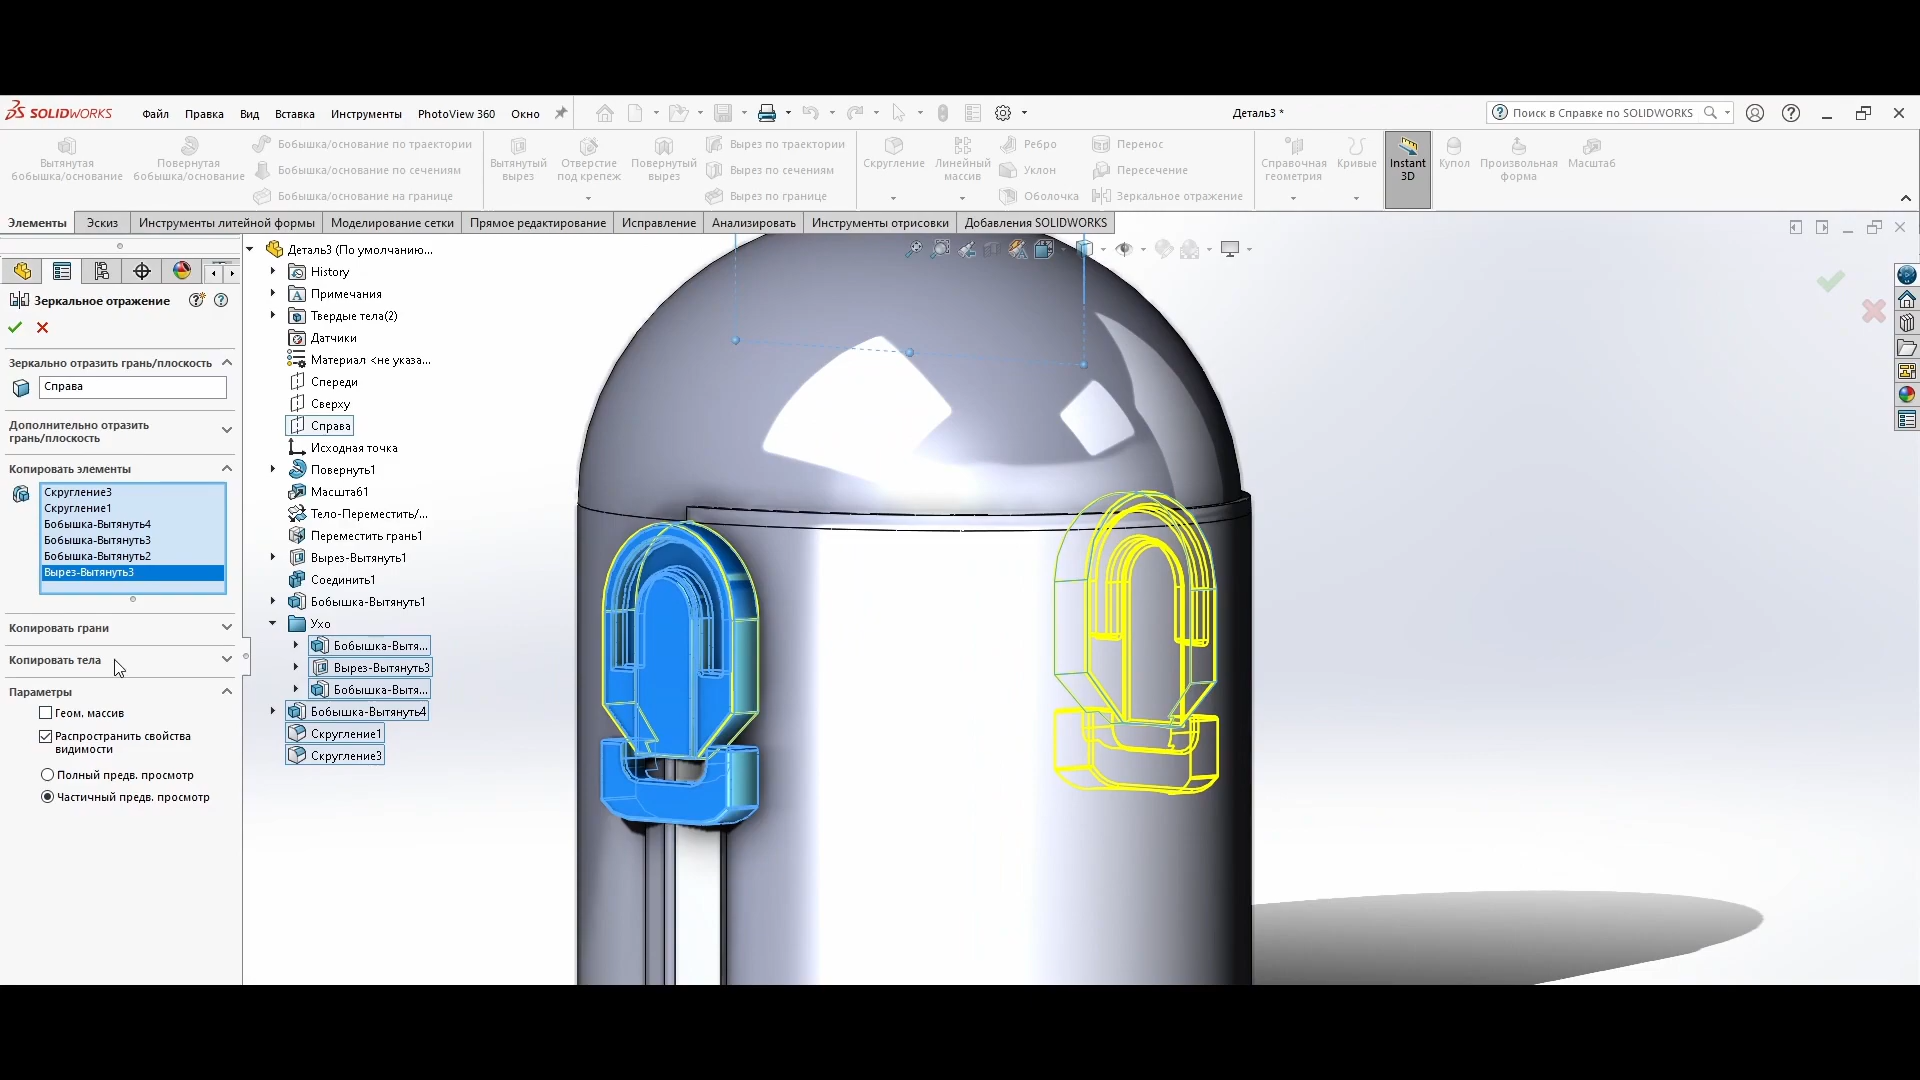 SOLIDWORKS
Файл Правка Вид Вставка Инструменты PhotoView 360 Окно
Деталь3 *
Поиск в Справке по SOLIDWORKS
Вытянутая бобышка/основание
Повернутая бобышка/основание
Бобышка/основание по траектории
Бобышка/основание по сечениям
Бобышка/основание на границе
Вытянутый вырез
Отверстие под крепеж
Повернутый вырез
Вырез по траектории
Вырез по сечениям
Вырез по границе
Скругление
Линейный массив
Ребро
Уклон
Оболочка
Перенос
Пересечение
Зеркальное отражение
Справочная геометрия
Кривые
Instant 3D
Купол
Произвольная форма
Масштаб
Элементы Эскиз Инструменты литейной формы Моделирование сетки Прямое редактирование Исправление Анализировать Инструменты отрисовки Добавления SOLIDWORKS
Зеркальное отражение
Зеркально отразить грань/плоскость
Справа
Дополнительно отразить
грань/плоскость
Копировать элементы
Скругление3
Скругление1
Бобышка-Вытянуть4
Бобышка-Вытянуть3
Бобышка-Вытянуть2
Вырез-Вытянуть3
Копировать грани
Копировать тела
Параметры
Геом. массив
Распространить свойства
видимости
Полный предв. просмотр
Частичный предв. просмотр
Деталь3 (По умолчанию...
History
Примечания
Твердые тела(2)
Датчики
Материал <не указа...
Спереди
Сверху
Справа
Исходная точка
Повернуть1
Масштаб1
Тело-Переместить/...
Переместить грань1
Вырез-Вытянуть1
Соединить1
Бобышка-Вытянуть1
Ухо
Бобышка-Вытя...
Вырез-Вытянуть3
Бобышка-Вытя...
Бобышка-Вытянуть4
Скругление1
Скругление3